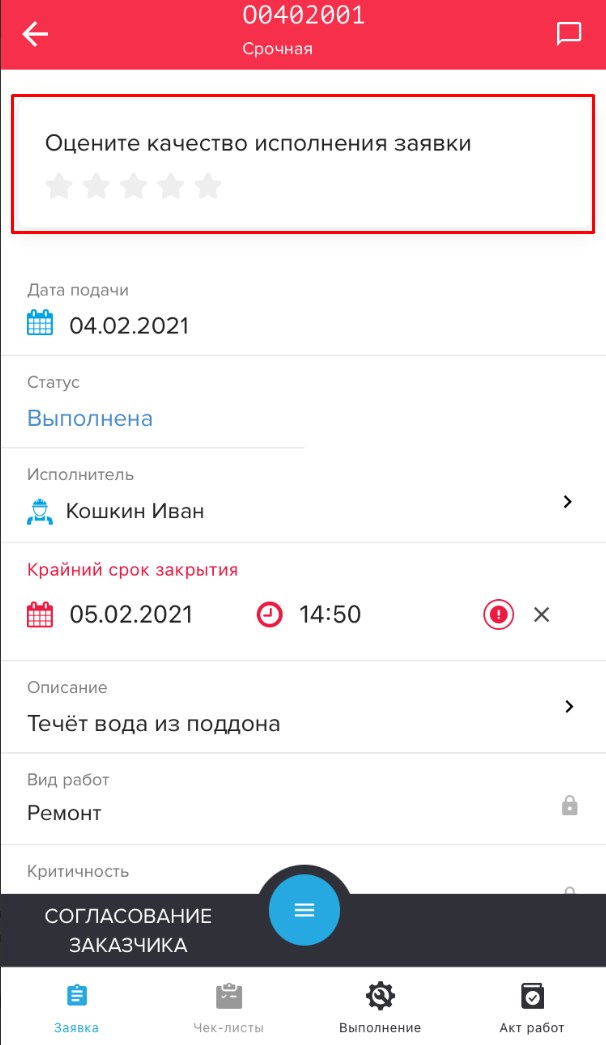 00402001
Срочная
Оцените качество исполнения заявки
Дата подачи
04.02.2021
Статус
Выполнена
Исполнитель
Кошкин Иван
Крайний срок закрытия
05.02.2021 14:50
Описание
Течёт вода из поддона
Вид работ
Ремонт
Критичность
СОГЛАСОВАНИЕ
ЗАКАЗЧИКА
Заявка Чек-листы Выполнение Акт работ